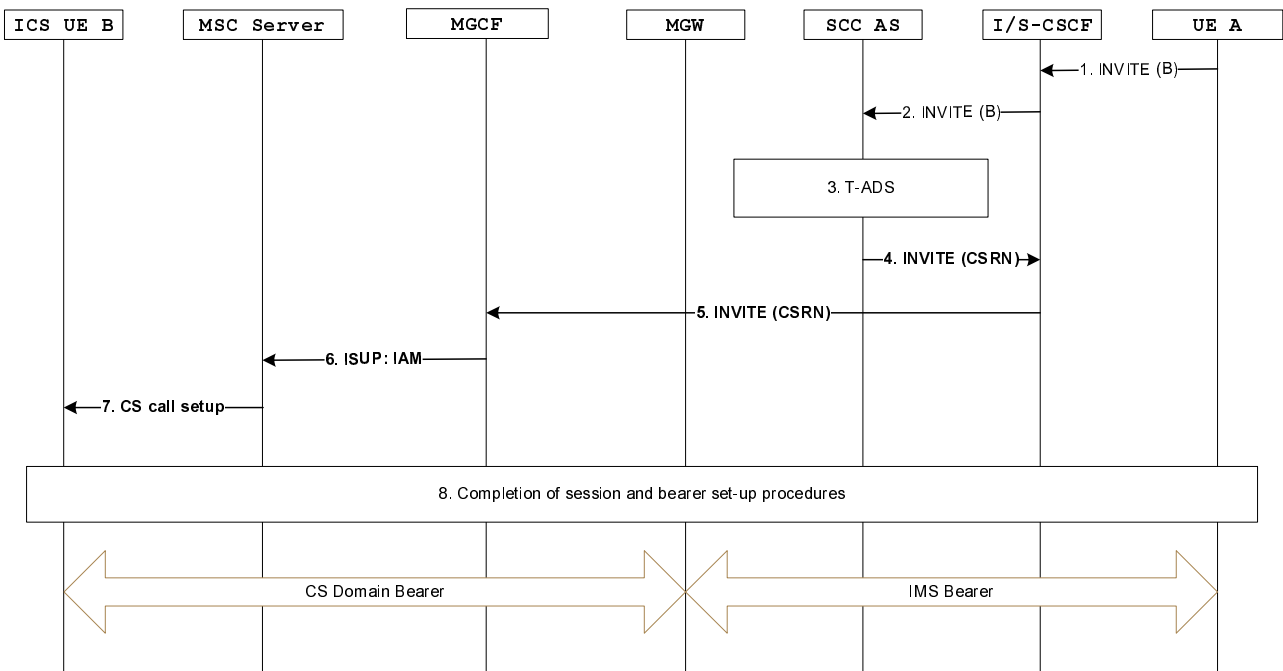 ICS UE B
MSC Server
MGCF
MGW
SCC AS
I/S-CSCF
UE A
1. INVITE (B)
2. INVITE (B)
3. T-ADS
4. INVITE (CSRN)
5. INVITE (CSRN)
6. ISUP: IAM
7. CS call setup
8. Completion of session and bearer set-up procedures
CS Domain Bearer
IMS Bearer